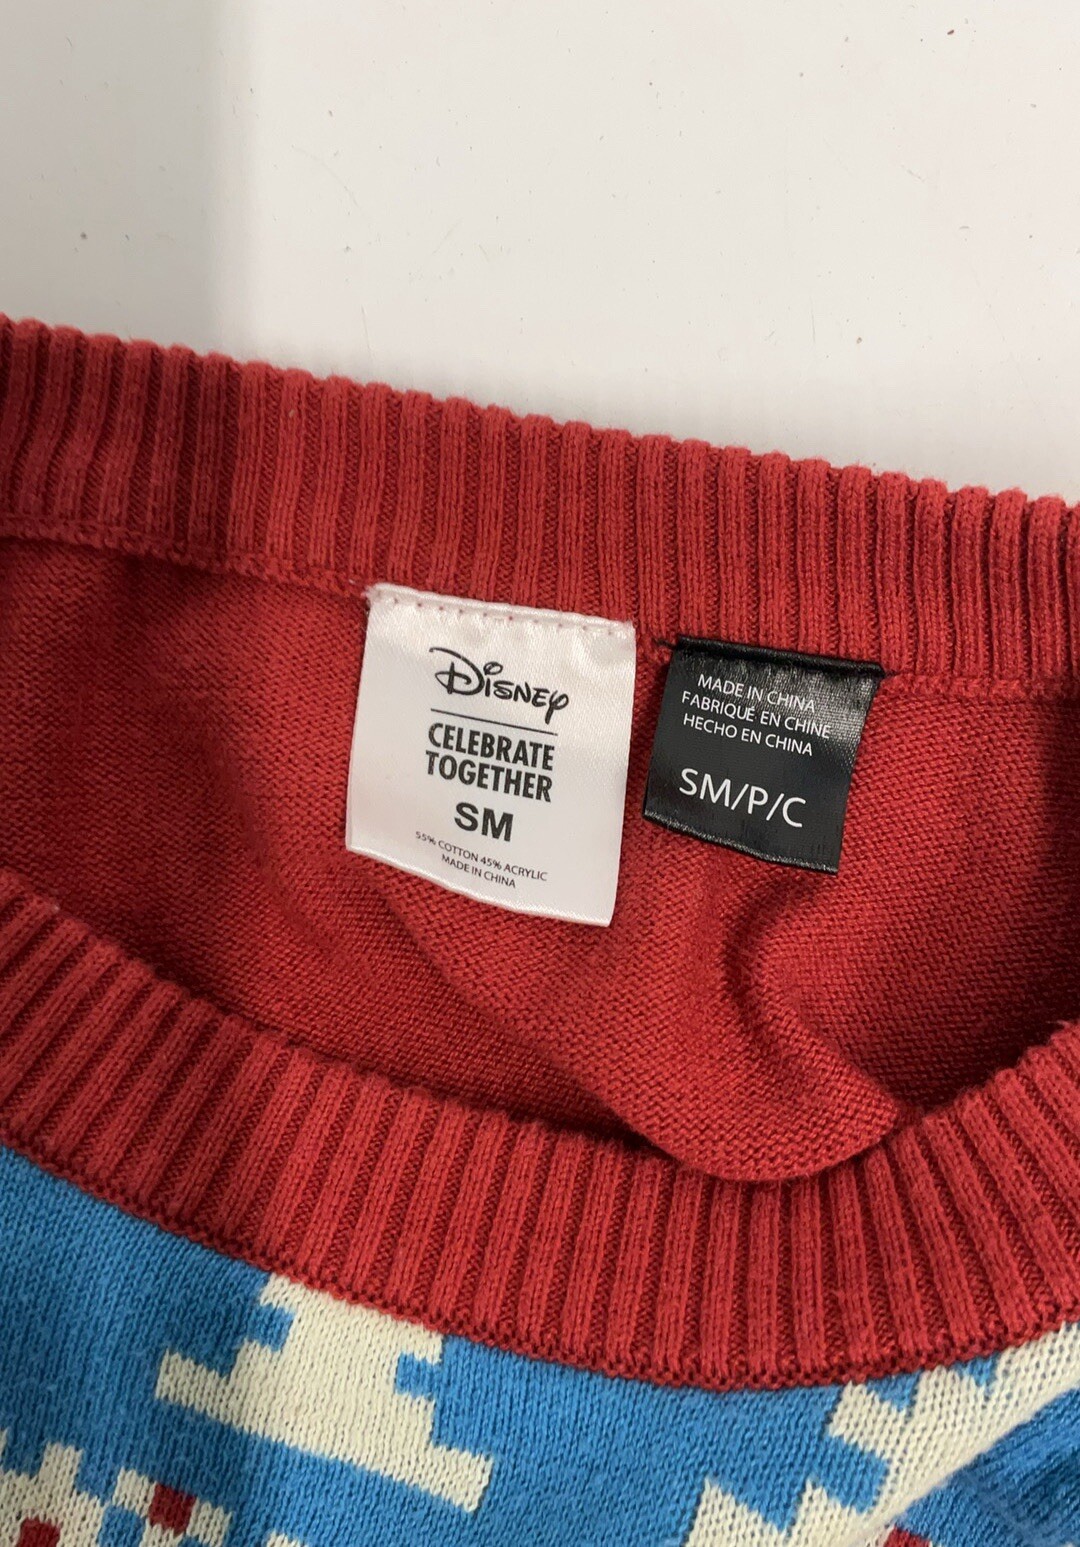 Disney
CELEBRATE
TOGETHER
SM
55% COTTON 45% ACRYLIC
MADE IN CHINA
MADE IN CHINA
FABRIQUÉ EN CHINE
HECHO EN CHINA
SM/P/C